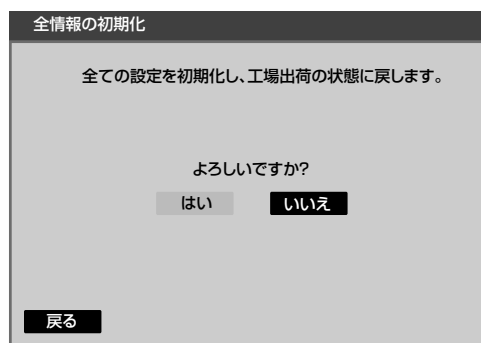 全情報の初期化
全ての設定を初期化し、工場出荷の状態に戻します。
よろしいですか?
はい いいえ
戻る